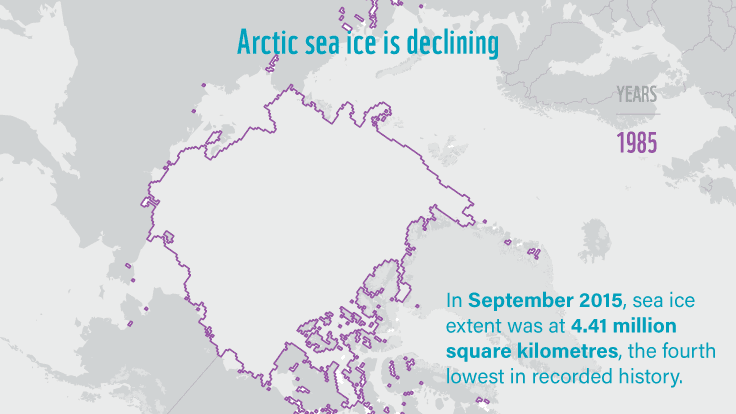 Arctic sea ice is declining
YEARS
1985
In September 2015, sea ice
extent was at 4.41 million
square kilometres, the fourth
lowest in recorded history.